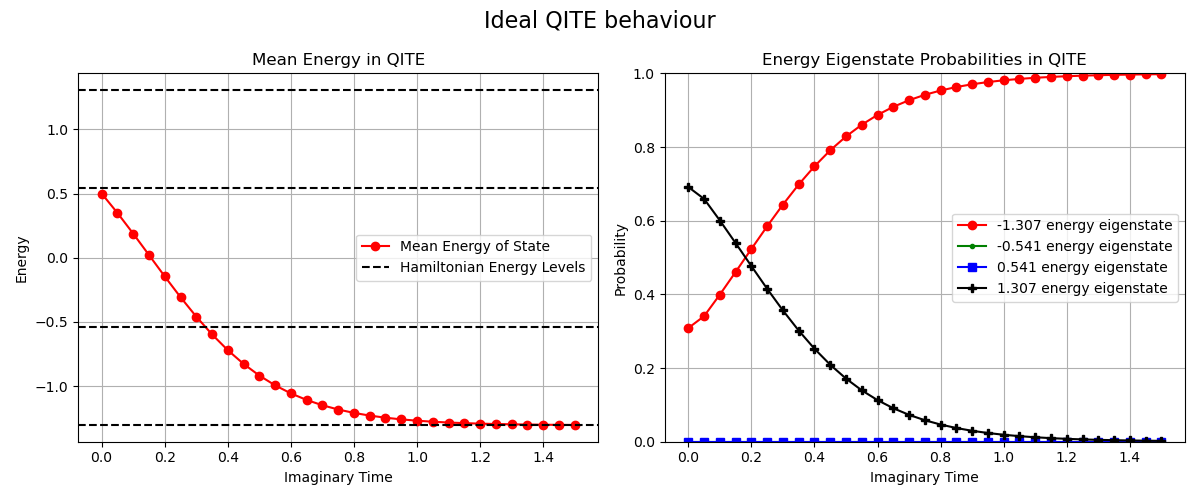 Ideal QITE behaviour
Mean Energy in QITE
Energy
1.0
0.5
0.0
−0.5
−1.0
0.0 0.2 0.4 0.6 0.8 1.0 1.2 1.4
Imaginary Time
Mean Energy of State
Hamiltonian Energy Levels
Energy Eigenstate Probabilities in QITE
Probability
1.0
0.8
0.6
0.4
0.2
0.0
0.0 0.2 0.4 0.6 0.8 1.0 1.2 1.4
Imaginary Time
-1.307 energy eigenstate
-0.541 energy eigenstate
0.541 energy eigenstate
1.307 energy eigenstate